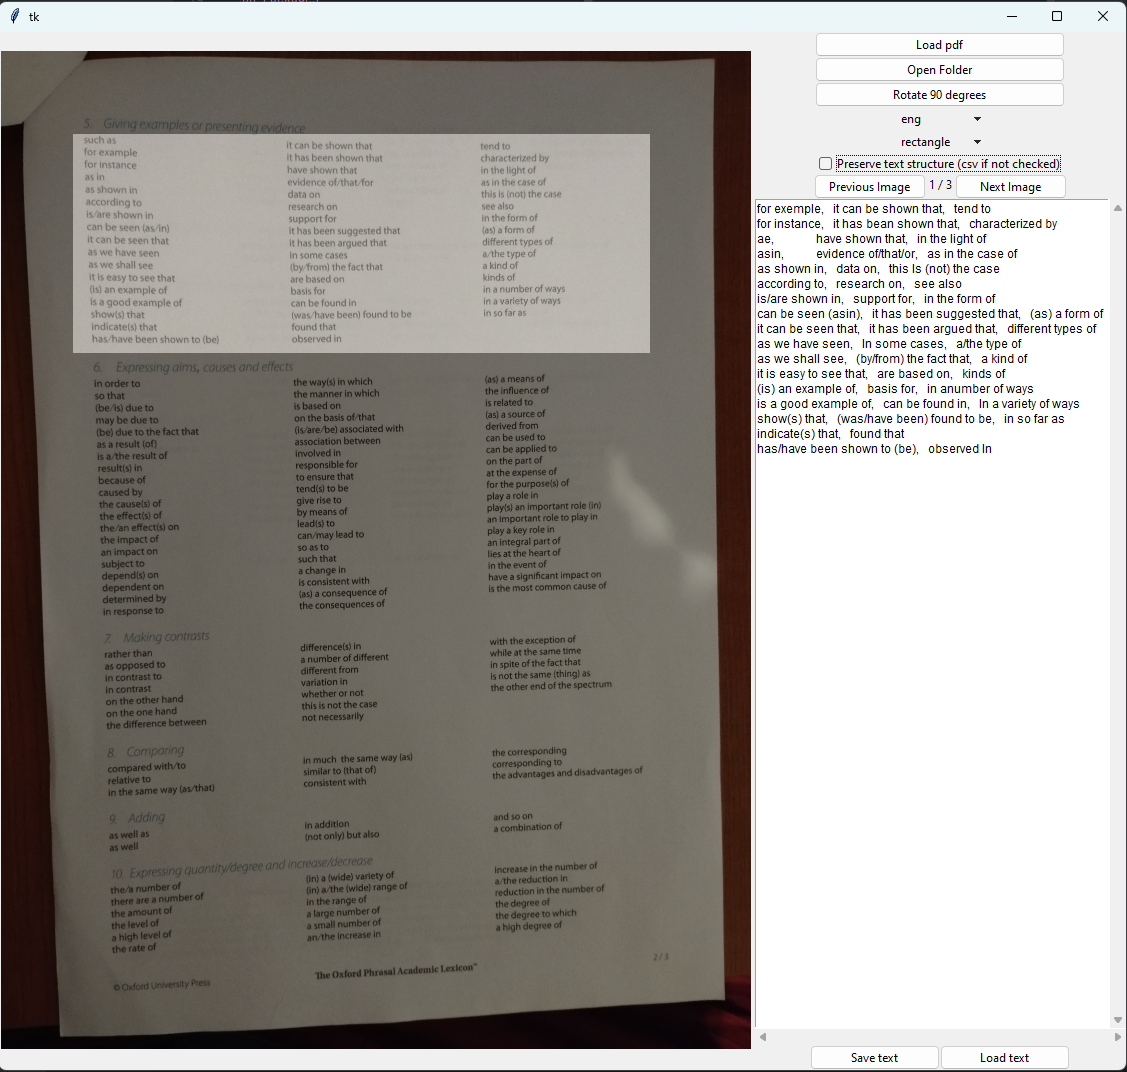 tk
Load pdf
Open Folder
Rotate 90 degrees
eng
rectangle
Preserve text structure (csv if not checked)
Previous Image 1 / 3 Next Image
5. Giving examples or presenting evidence
such as
for example
for instance
as in
as shown in
according to
is/are shown in
can be seen (as/in)
it can be seen that
as we have seen
as we shall see
it is easy to see that
(is) an example of
is a good example of
show(s) that
indicate(s) that
has/have been shown to (be)
it can be shown that
it has been shown that
have shown that
evidence of/that/for
data on
research on
support for
it has been suggested that
it has been argued that
in some cases
(by/from) the fact that
are based on
basis for
can be found in
(was/have been) found to be
found that
observed in
tend to
characterized by
in the light of
as in the case of
this is (not) the case
see also
in the form of
(as) a form of
different types of
a/the type of
a kind of
kinds of
in a number of ways
in a variety of ways
in so far as
6. Expressing aims, causes and effects
in order to
so that
(be/is) due to
may be due to
(be) due to the fact that
as a result (of)
is a/the result of
result(s) in
because of
caused by
the cause(s) of
the effect(s) of
the/an effect(s) on
the impact of
an impact on
subject to
depend(s) on
dependent on
determined by
in response to
the way(s) in which
the manner in which
is based on
on the basis of/that
(is/are/be) associated with
association between
involved in
responsible for
to ensure that
tend(s) to be
give rise to
by means of
lead(s) to
can/may lead to
so as to
such that
a change in
is consistent with
(as) a consequence of
the consequences of
(as) a means of
the influence of
is related to
(as) a source of
derived from
can be used to
can be applied to
on the part of
at the expense of
for the purpose(s) of
play a role in
play(s) an important role (in)
an important role to play in
play a key role in
an integral part of
lies at the heart of
in the event of
have a significant impact on
is the most common cause of
7. Making contrasts
rather than
as opposed to
in contrast to
in contrast
on the other hand
on the one hand
the difference between
difference(s) in
a number of different
different from
variation in
whether or not
this is not the case
not necessarily
with the exception of
while at the same time
in spite of the fact that
is not the same (thing) as
the other end of the spectrum
8. Comparing
compared with/to
relative to
in the same way (as/that)
in much the same way (as)
similar to (that of)
consistent with
the corresponding
corresponding to
the advantages and disadvantages of
9. Adding
as well as
as well
in addition
(not only) but also
and so on
a combination of
10. Expressing quantity/degree and increase/decrease
the/a number of
there are a number of
the amount of
the level of
a high level of
the rate of
(in) a (wide) variety of
(in) a/the (wide) range of
in the range of
a large number of
a small number of
an/the increase in
increase in the number of
a/the reduction in
reduction in the number of
the degree of
the degree to which
a high degree of
2 / 3
The Oxford Phrasal Academic Lexicon™
© Oxford University Press
for exemple, it can be shown that, tend to
for instance, it has bean shown that, characterized by
ae, have shown that, in the light of
asin, evidence of/that/or, as in the case of
as shown in, data on, this Is (not) the case
according to, research on, see also
is/are shown in, support for, in the form of
can be seen (asin), it has been suggested that, (as) a form of
it can be seen that, it has been argued that, different types of
as we have seen, In some cases, a/the type of
as we shall see, (by/from) the fact that, a kind of
it is easy to see that, are based on, kinds of
(is) an example of, basis for, in anumber of ways
is a good example of, can be found in, In a variety of ways
show(s) that, (was/have been) found to be, in so far as
indicate(s) that, found that
has/have been shown to (be), observed In
Save text
Load text